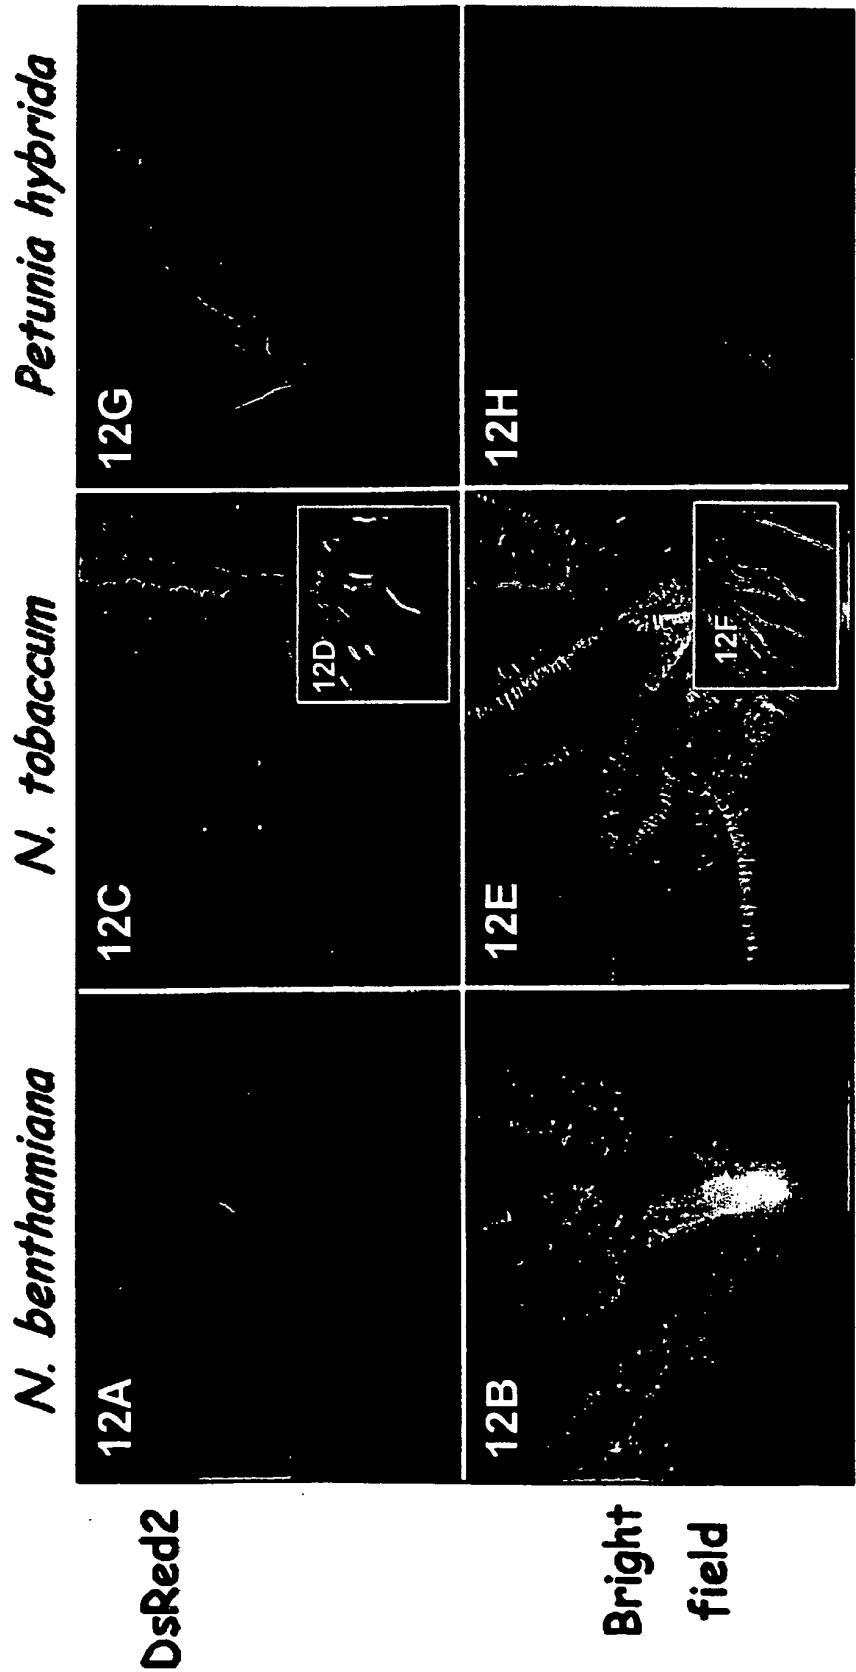 N. benthamiana
N. tobaccum
Petunia hybrida
DsRed2
12A
12C
12D
12G
Bright
field
12B
12E
12F
12H